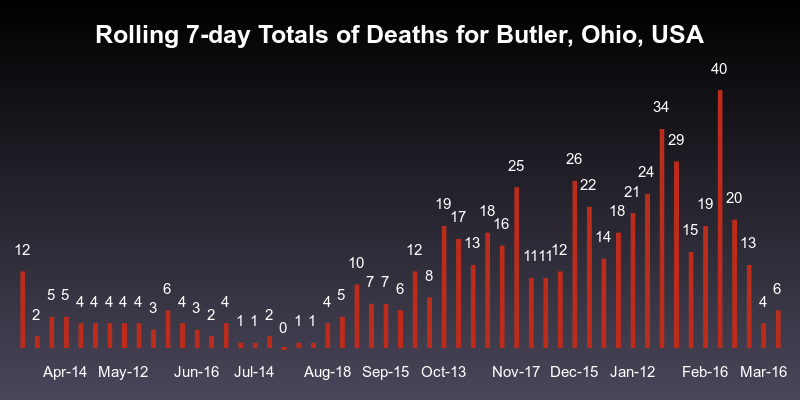 Rolling 7-day Totals of Deaths for Butler, Ohio, USA
12 2 5 5 4 4 4 4 4 3 6 4 3 2 4 1 1 2 0 1 1 4 5 10 7 7 6 12 8 19 17 13 18 16 25 11 11 12 26 22 14 18 21 24 34 29 15 19 40 20 13 4 6
Apr-14 May-12 Jun-16 Jul-14 Aug-18 Sep-15 Oct-13 Nov-17 Dec-15 Jan-12 Feb-16 Mar-16